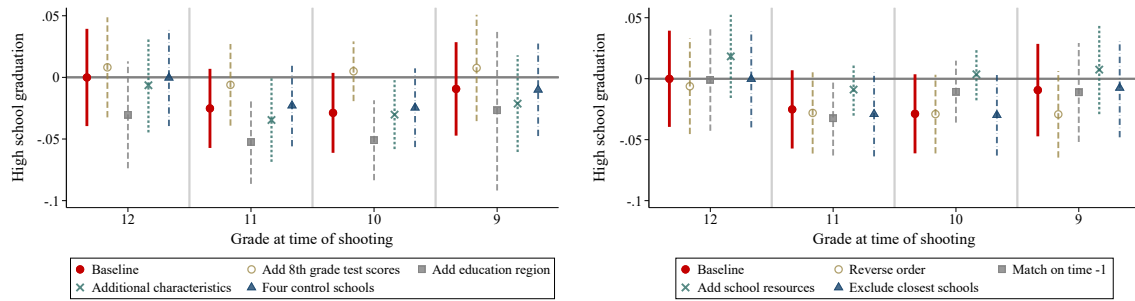 High school graduation
.05
0
-.05
-.1
12 11 10 9
Grade at time of shooting
Baseline Add 8th grade test scores Add education region
Additional characteristics Four control schools
High school graduation
.05
0
-.05
-.1
12 11 10 9
Grade at time of shooting
Baseline Reverse order Match on time -1
Add school resources Exclude closest schools